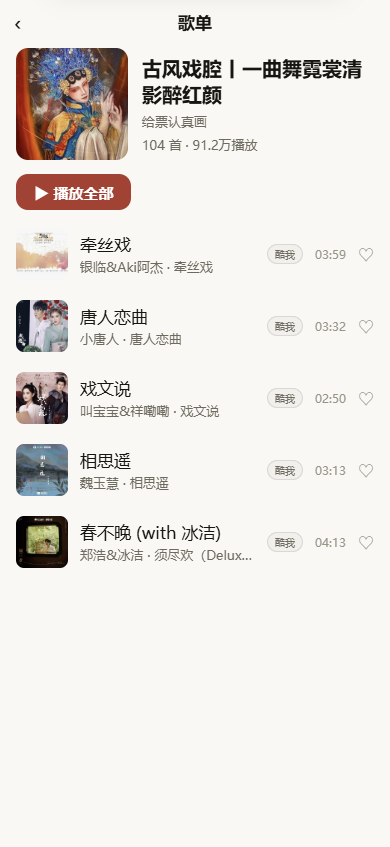 ‹
歌单
古风戏腔丨一曲舞霓裳清
影醉红颜
给票认真画
104 首 · 91.2万播放
▶ 播放全部
牵丝戏
银临&Aki阿杰 · 牵丝戏
酷我
03:59
♡
唐人恋曲
小唐人 · 唐人恋曲
酷我
03:32
♡
戏文说
叫宝宝&祥嘞嘞 · 戏文说
酷我
02:50
♡
相思遥
魏玉慧 · 相思遥
酷我
03:13
♡
春不晚 (with 冰洁)
郑浩&冰洁 · 须尽欢（Delux...
酷我
04:13
♡